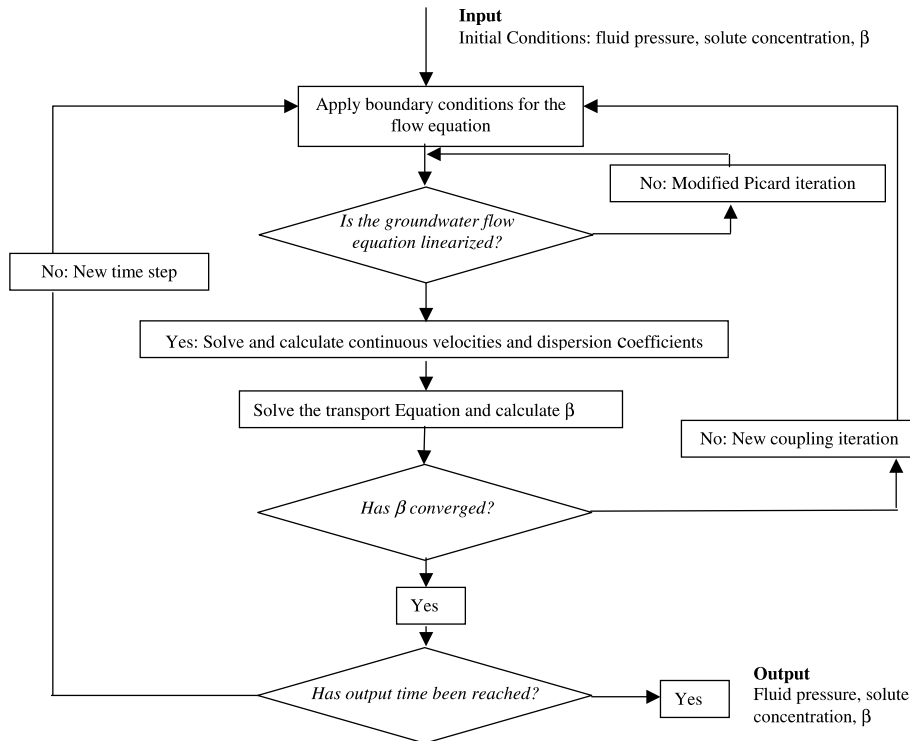 Input
Initial Conditions: fluid pressure, solute concentration, β
Apply boundary conditions for the
flow equation
No: Modified Picard iteration
Is the groundwater flow
equation linearized?
No: New time step
Yes: Solve and calculate continuous velocities and dispersion coefficients
Solve the transport Equation and calculate β
No: New coupling iteration
Has β converged?
Yes
Has output time been reached?
Yes
Output
Fluid pressure, solute
concentration, β